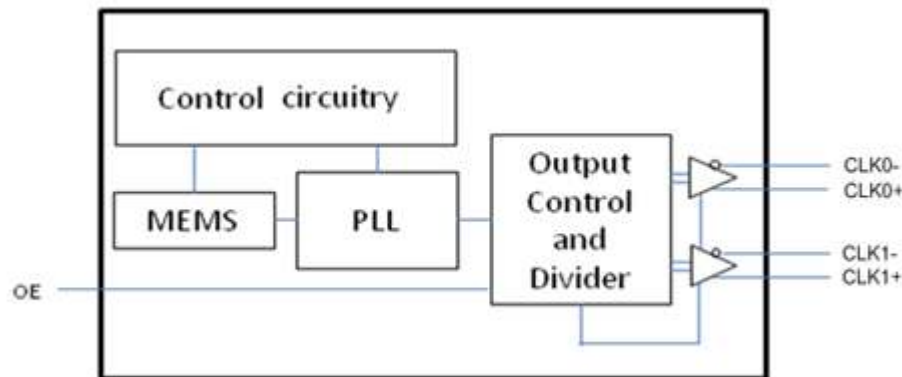 Control circuitry
MEMS
PLL
Output
Control
and
Divider
CLK0-
CLK0+
CLK1-
CLK1+
OE